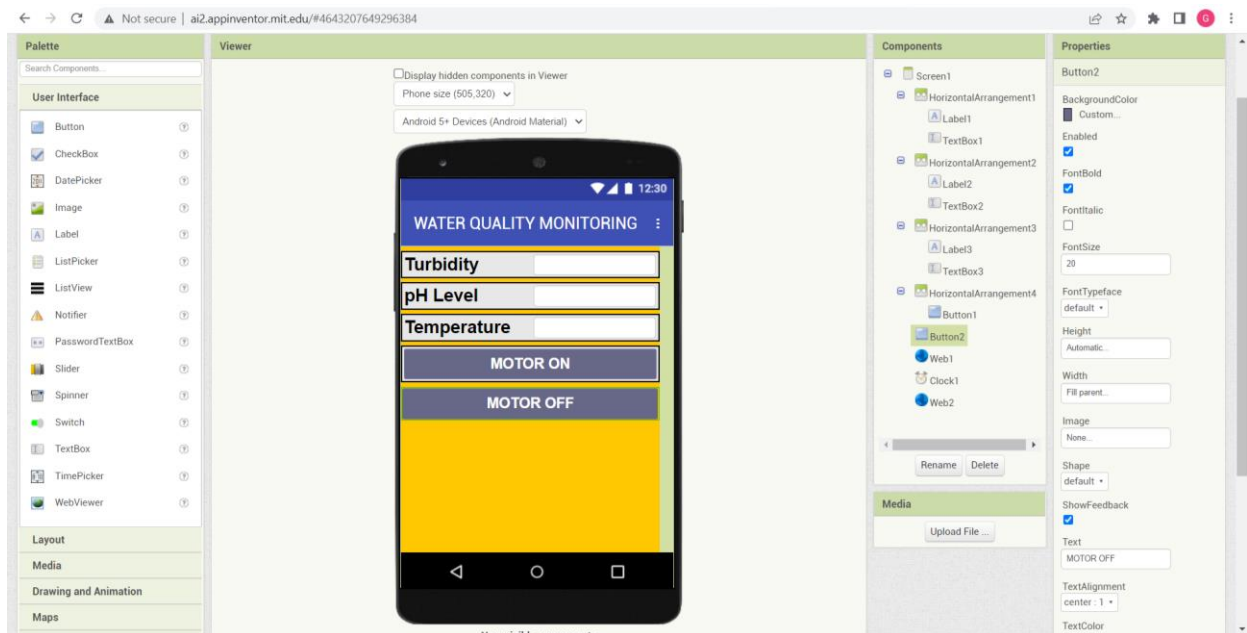 Not secure | ai2.appinventor.mit.edu/#4643207649296384
G
Palette
Search Components...
User Interface
Button
CheckBox
DatePicker
Image
Label
ListPicker
ListView
Notifier
PasswordTextBox
Slider
Spinner
Switch
TextBox
TimePicker
WebViewer
Layout
Media
Drawing and Animation
Maps
Viewer
Display hidden components in Viewer
Phone size (505,320)
Android 5+ Devices (Android Material)
12:30
WATER QUALITY MONITORING
Turbidity
pH Level
Temperature
MOTOR ON
MOTOR OFF
Components
Screen1
HorizontalArrangement1
Label1
TextBox1
HorizontalArrangement2
Label2
TextBox2
HorizontalArrangement3
Label3
TextBox3
HorizontalArrangement4
Button1
Button2
Web1
Clock1
Web2
Rename Delete
Media
Upload File ...
Properties
Button2
BackgroundColor
Custom...
Enabled
FontBold
FontItalic
FontSize
20
FontTypeface
default
Height
Automatic...
Width
Fill parent...
Image
None...
Shape
default
ShowFeedback
Text
MOTOR OFF
TextAlignment
center : 1
TextColor